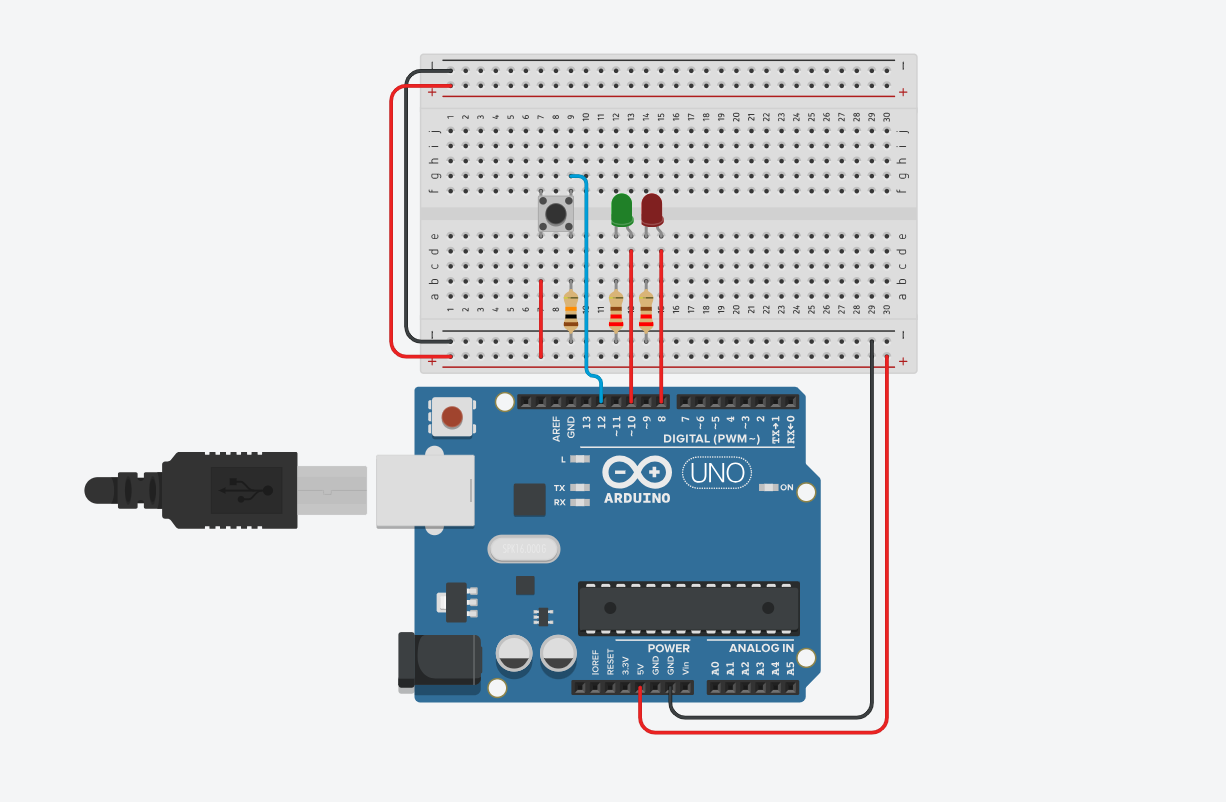 − −
+ +
1 2 3 4 5 6 7 8 9 10 11 12 13 14 15 16 17 18 19 20 21 22 23 24 25 26 27 28 29 30
j j
i i
h h
g g
f f
e e
d d
c c
b b
a a
1 2 3 4 5 6 7 8 9 10 11 12 13 14 15 16 17 18 19 20 21 22 23 24 25 26 27 28 29 30
− −
+ +
AREF GND 13 12 ~11 ~10 ~9 8 7 ~6 ~5 4 ~3 2 TX→1 RX←0
DIGITAL (PWM~)
L
TX
RX
ARDUINO
UNO
ON
POWER ANALOG IN
IOREF RESET 3.3V 5V GND GND Vin A0 A1 A2 A3 A4 A5